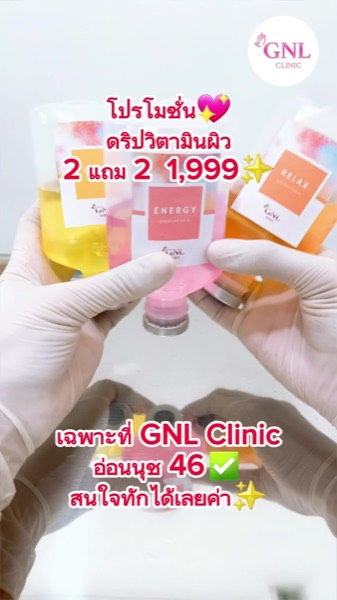 GNL
CLINIC
โปรโมชั่น💖
ดริปวิตามินผิว
2 แถม 2 1,999✨
RELAX
ENERGY
GNL
GNL
เฉพาะที่ GNL Clinic
อ่อนนุช 46✅
สนใจทักได้เลยค่า✨